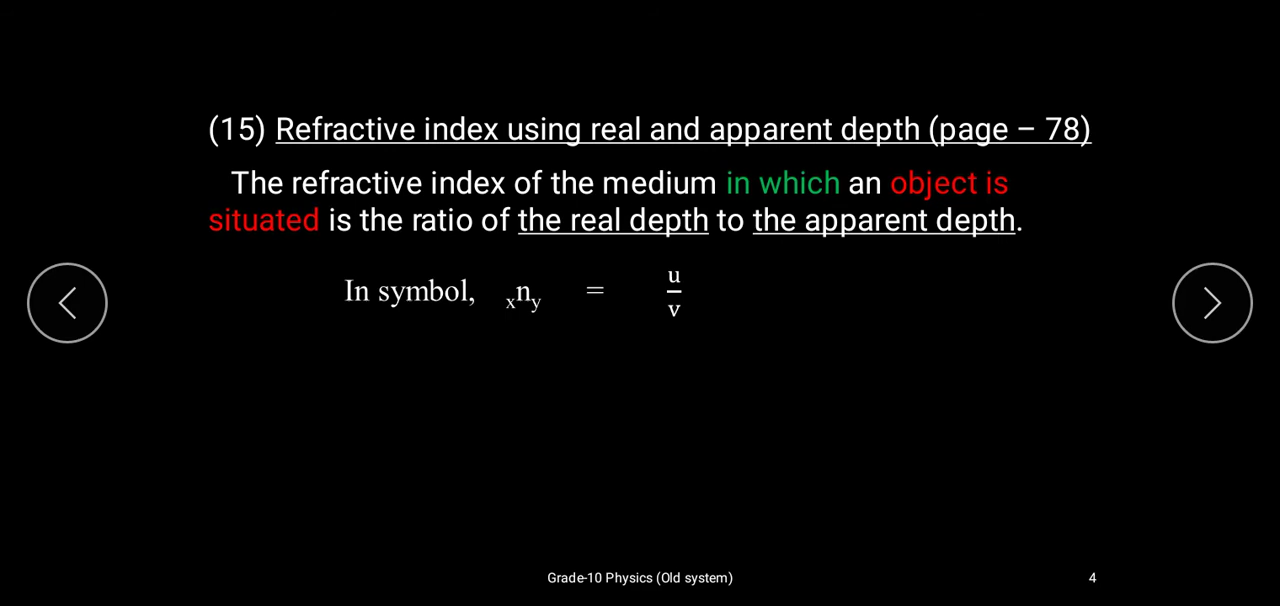 (15) Refractive index using real and apparent depth (page – 78)
The refractive index of the medium in which an object is
situated is the ratio of the real depth to the apparent depth.
In symbol, ₓnᵧ = u/v
Grade-10 Physics (Old system) 4